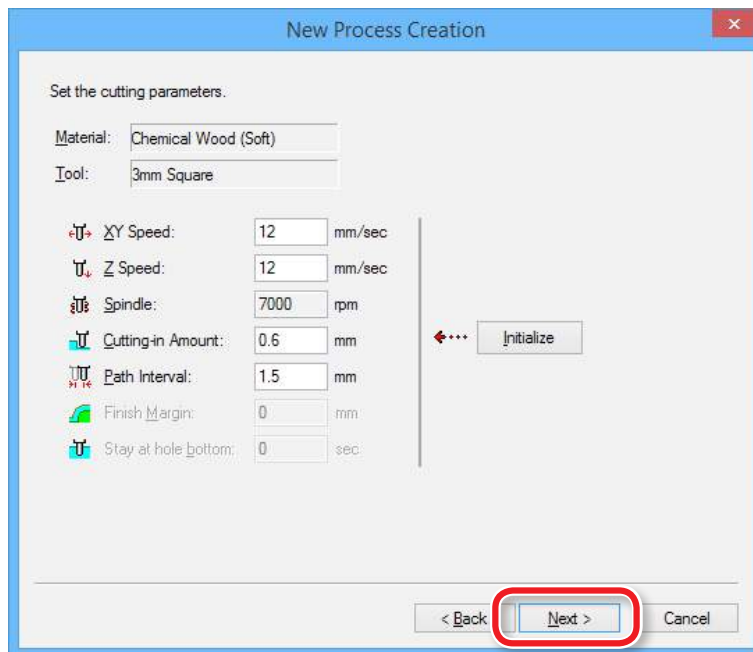 New Process Creation
×
Set the cutting parameters.
Material: Chemical Wood (Soft)
Tool: 3mm Square
XY Speed: 12 mm/sec
Z Speed: 12 mm/sec
Spindle: 7000 rpm
Cutting-in Amount: 0.6 mm
Initialize
Path Interval: 1.5 mm
Finish Margin: 0 mm
Stay at hole bottom: 0 sec
< Back Next > Cancel